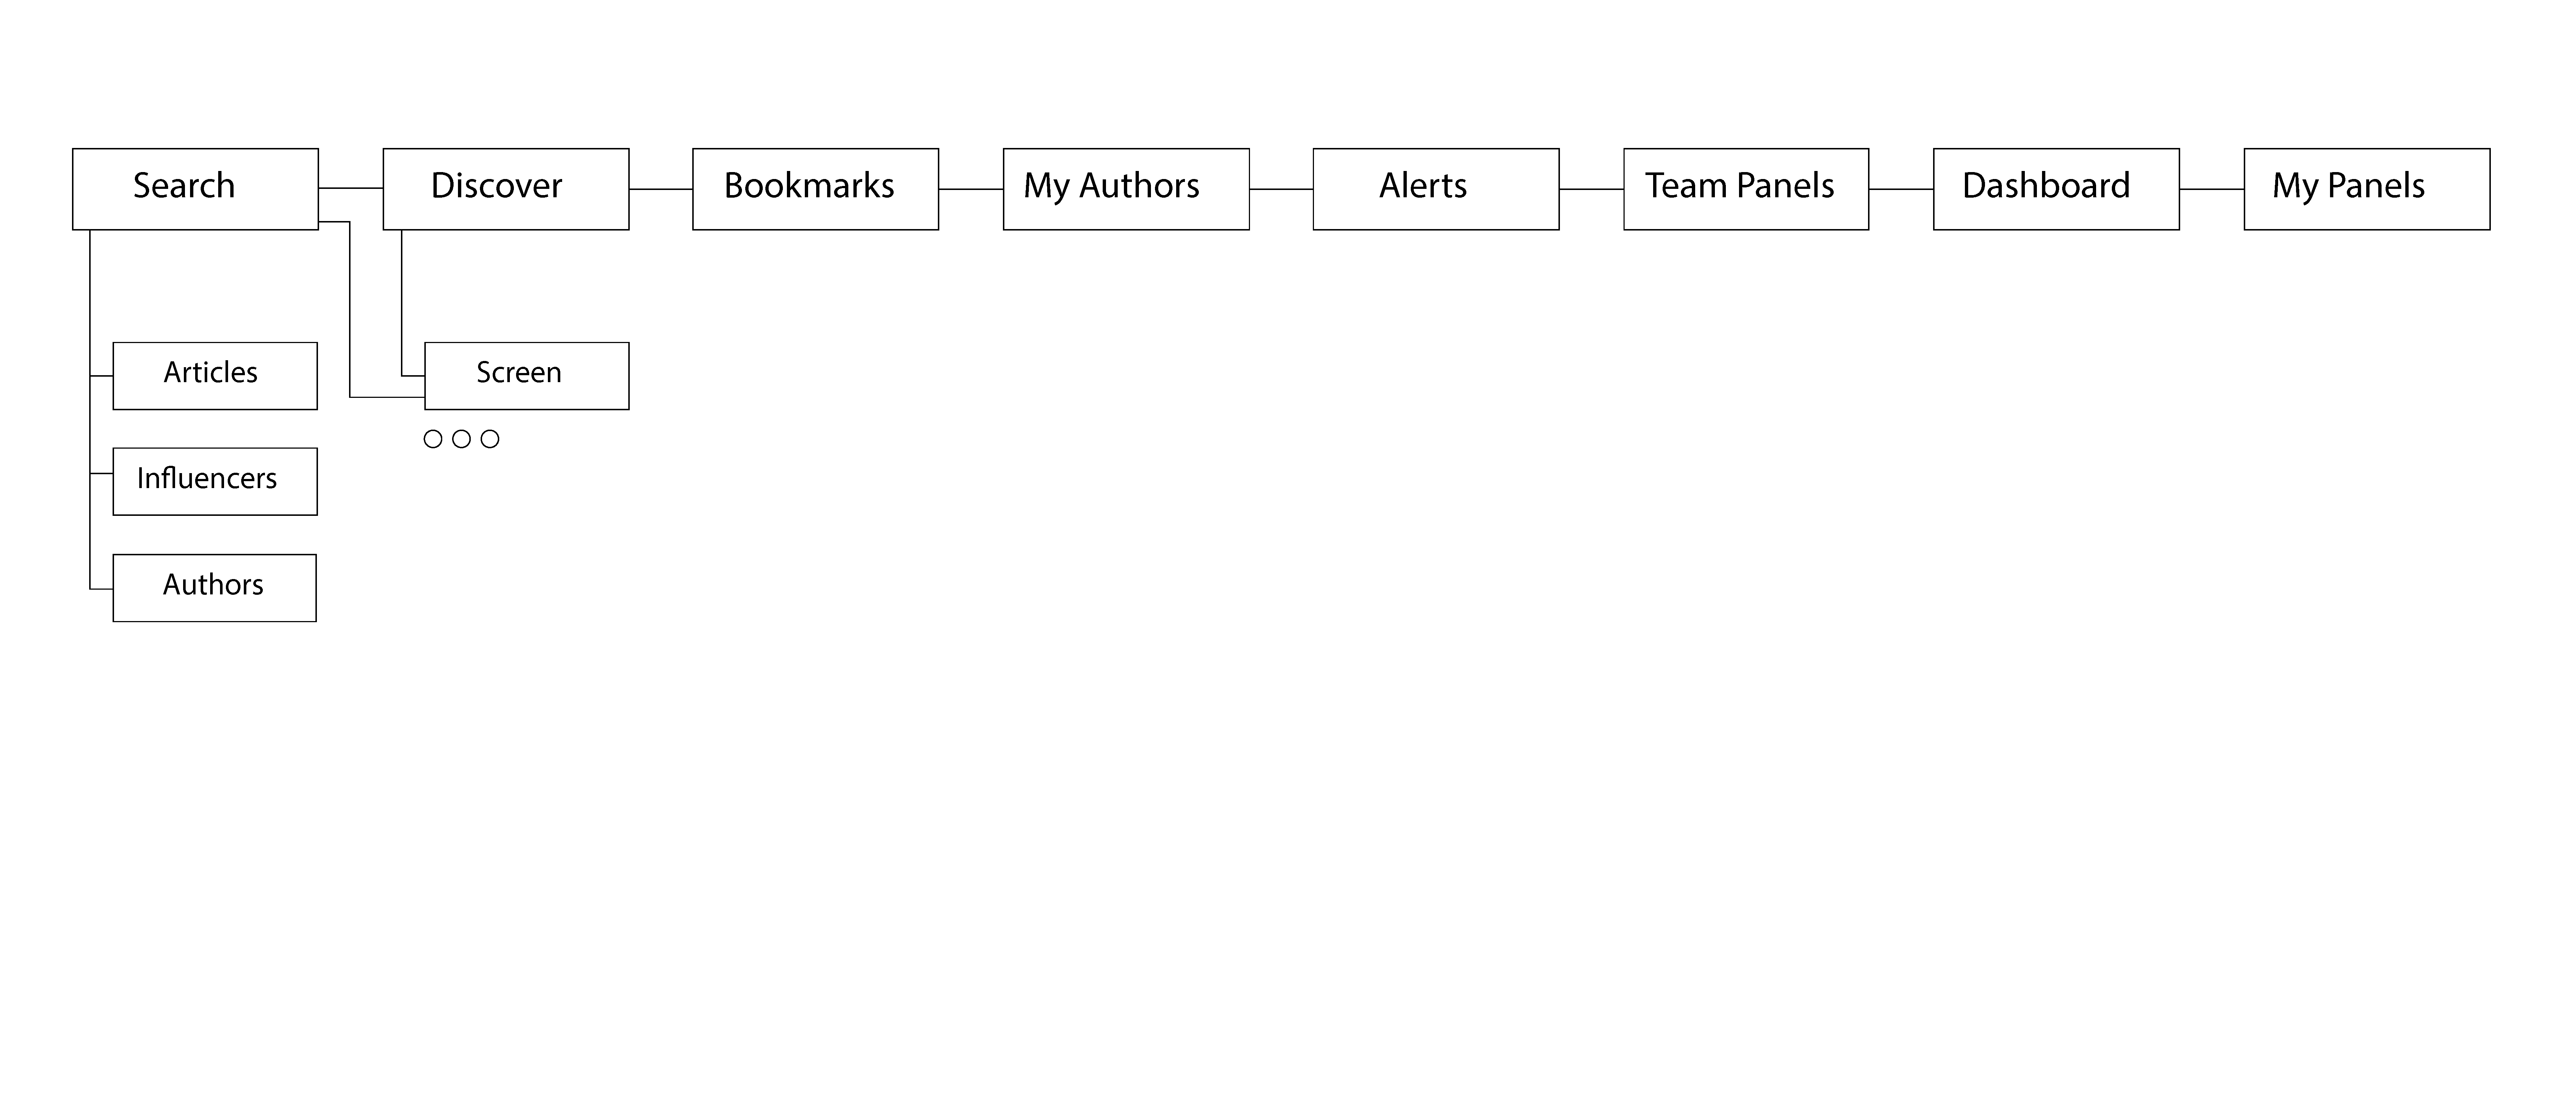 Search
Discover
Bookmarks
My Authors
Alerts
Team Panels
Dashboard
My Panels
Articles
Screen
Influencers
Authors